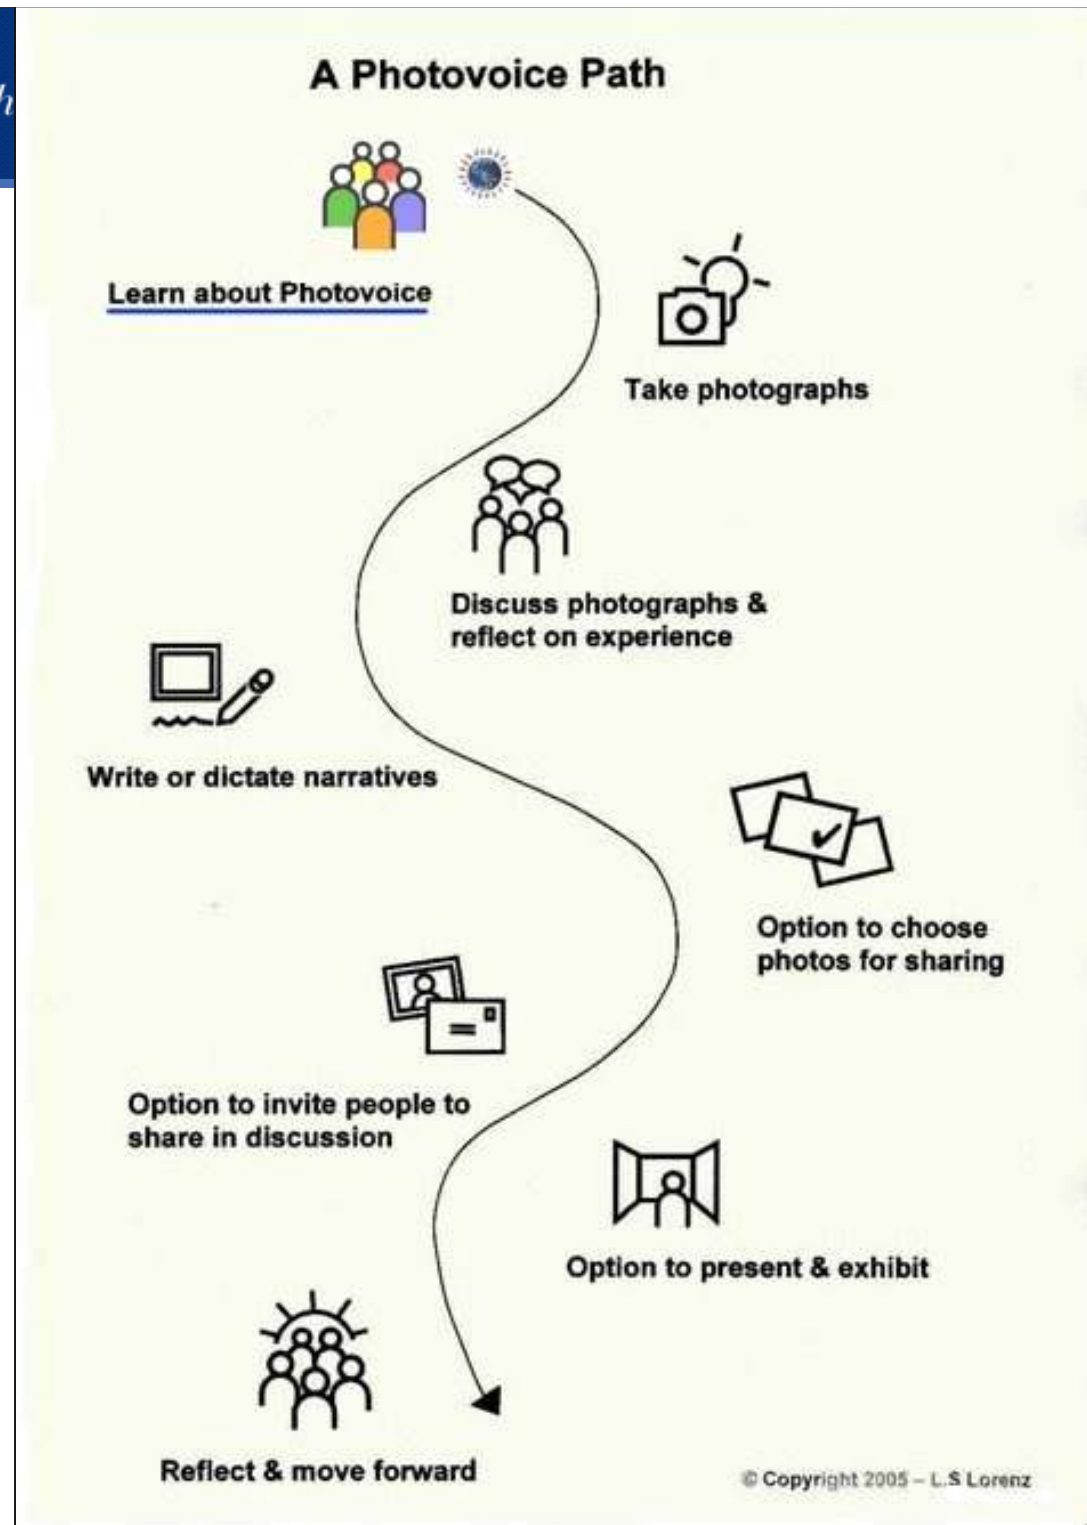 h
A Photovoice Path
Learn about Photovoice
Take photographs
Discuss photographs &
reflect on experience
Write or dictate narratives
Option to choose
photos for sharing
Option to invite people to
share in discussion
Option to present & exhibit
Reflect & move forward
© Copyright 2005 – L.S Lorenz